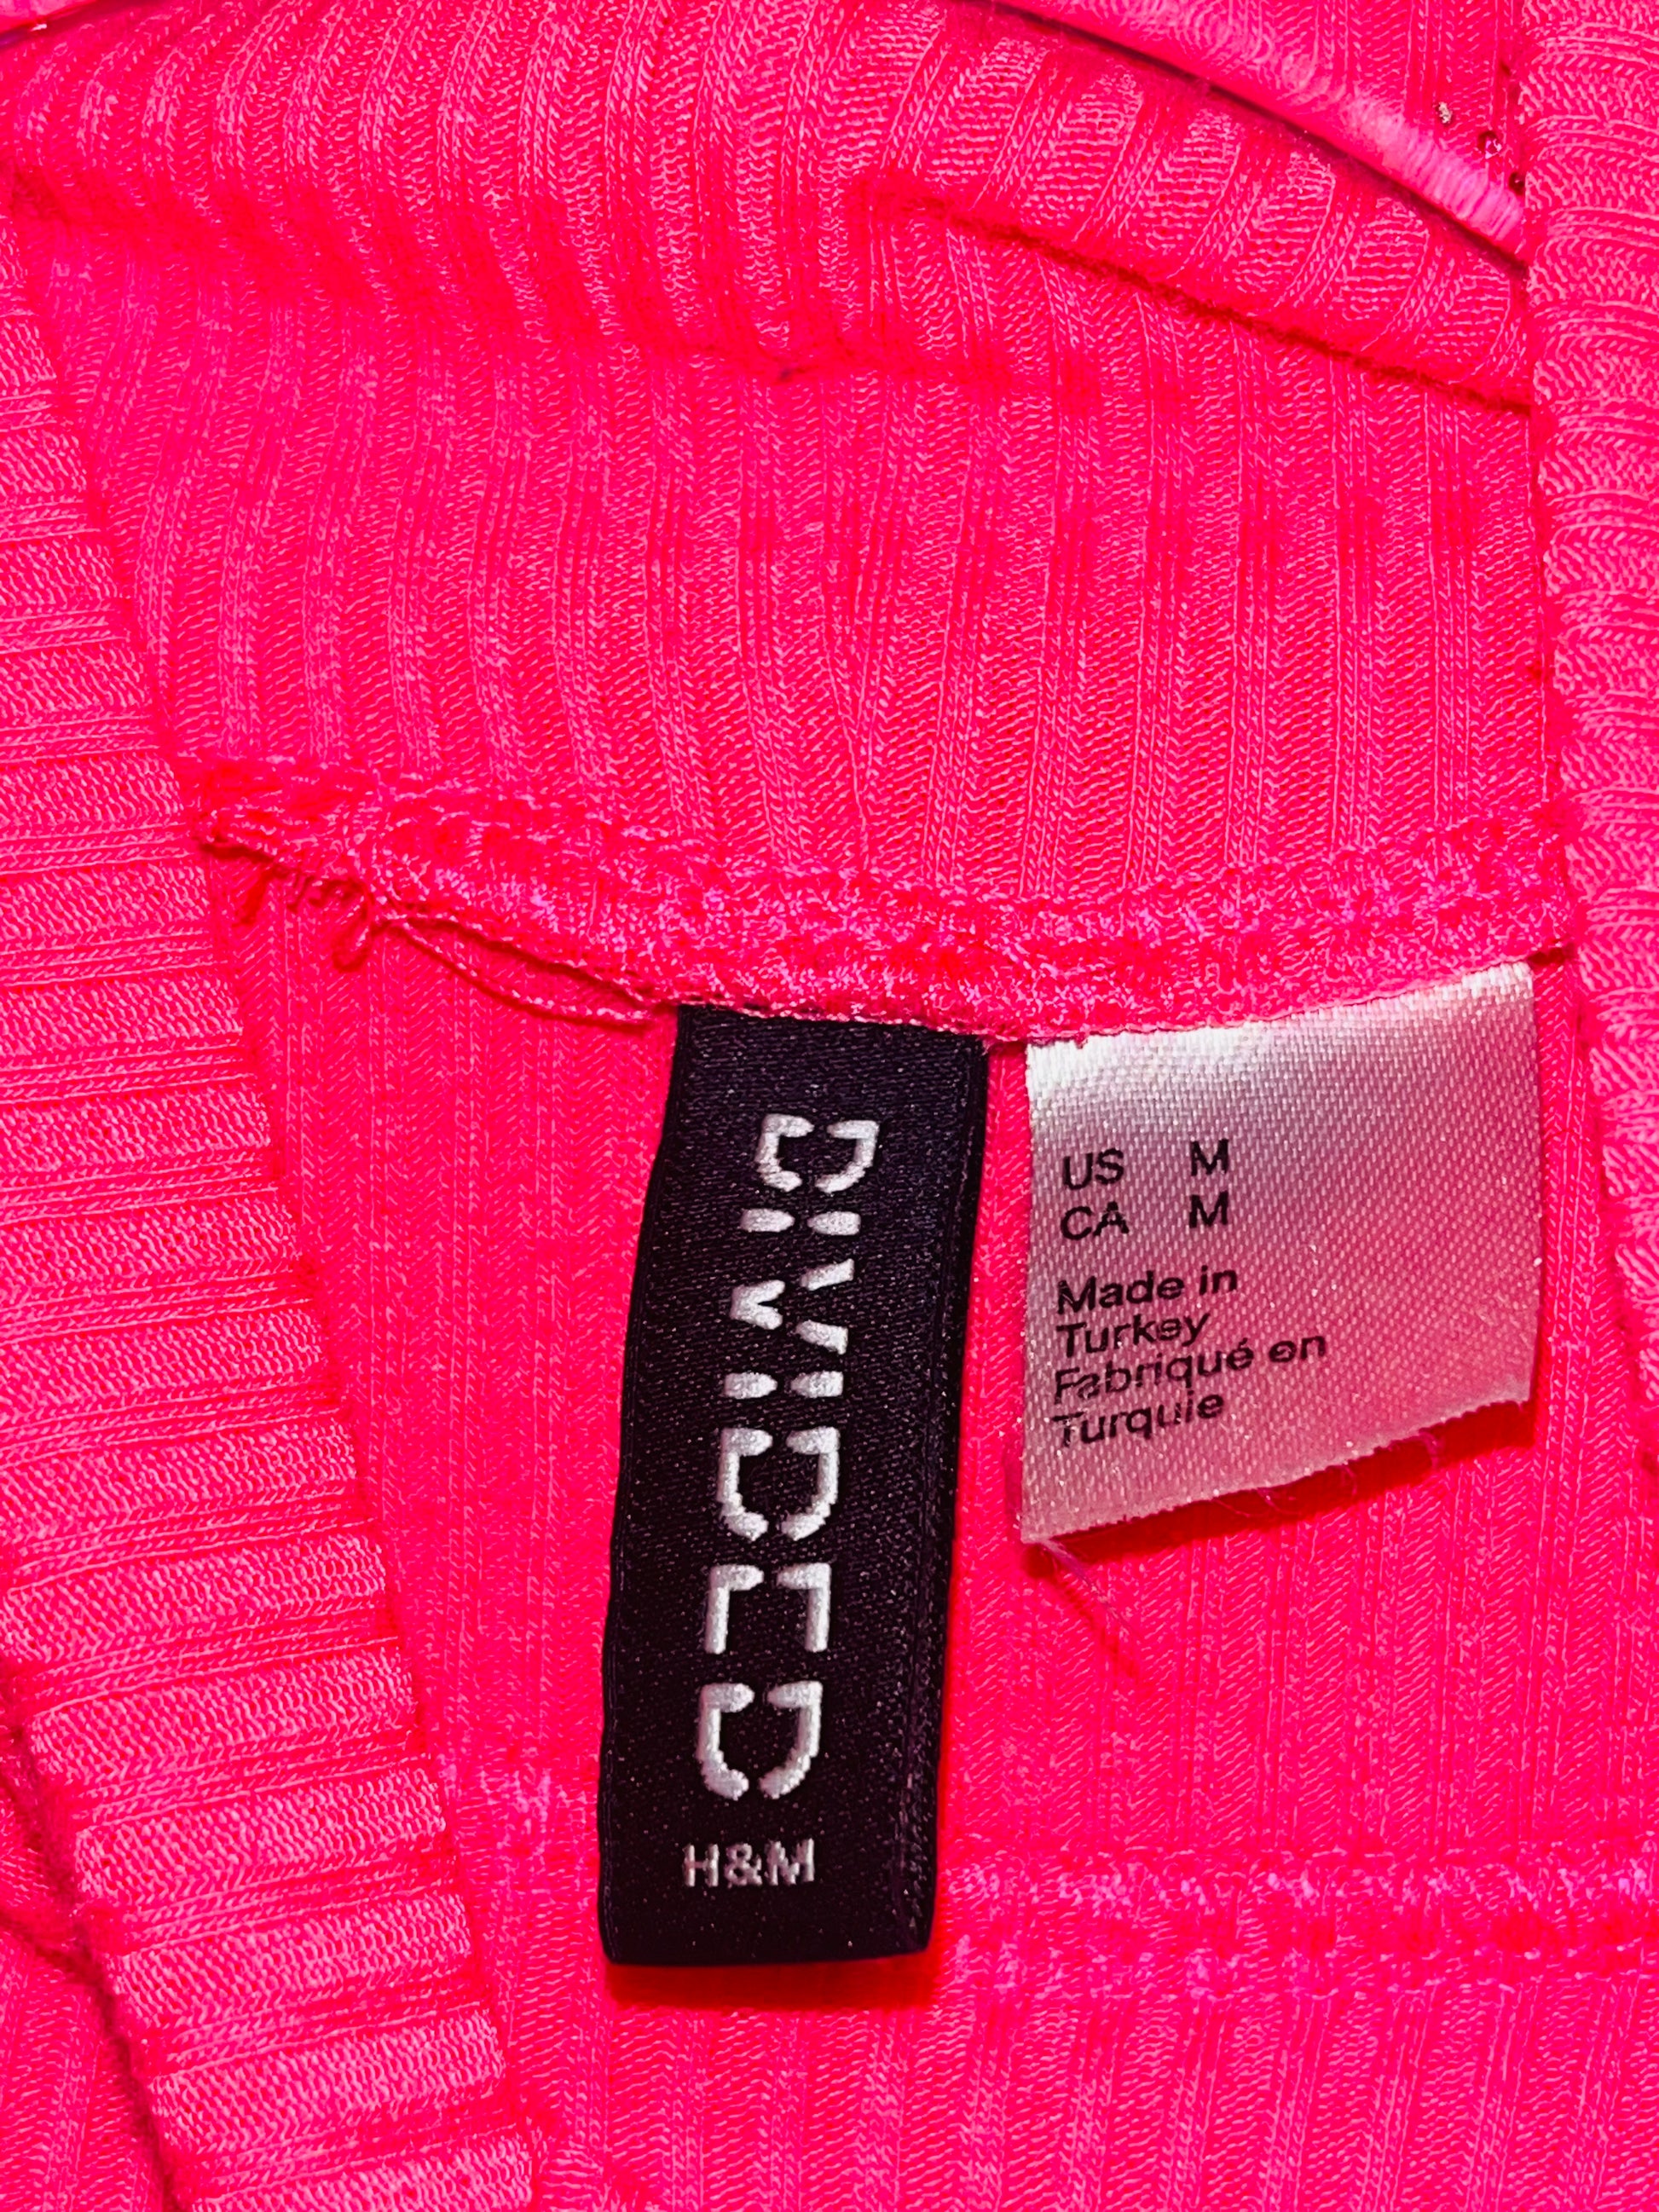 DIVIDED
H&M
US M
CA M
Made in
Turkey
Fabriqué en
Turquie